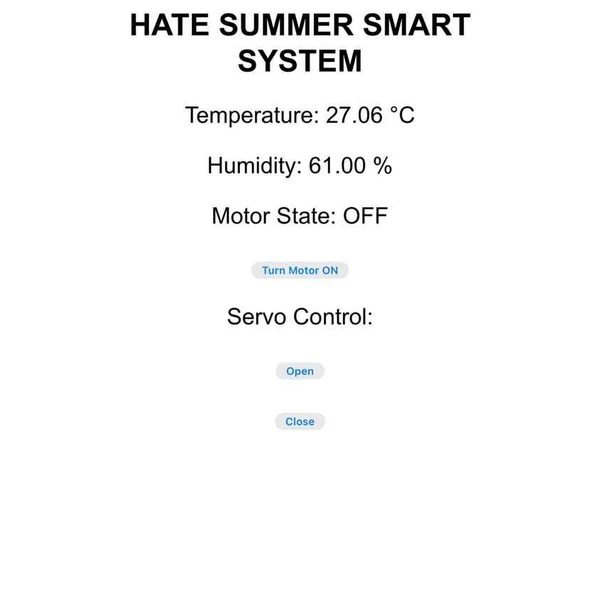 HATE SUMMER SMART
SYSTEM
Temperature: 27.06 °C
Humidity: 61.00 %
Motor State: OFF
Turn Motor ON
Servo Control:
Open
Close